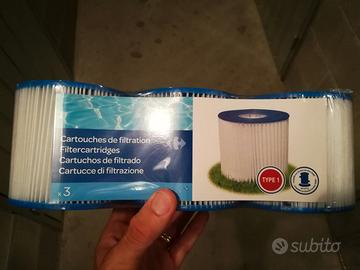 Cartouches de filtration
Filtercartridges
Cartuchos de filtrado
Cartucce di filtrazione
x3
TYPE 1
subito